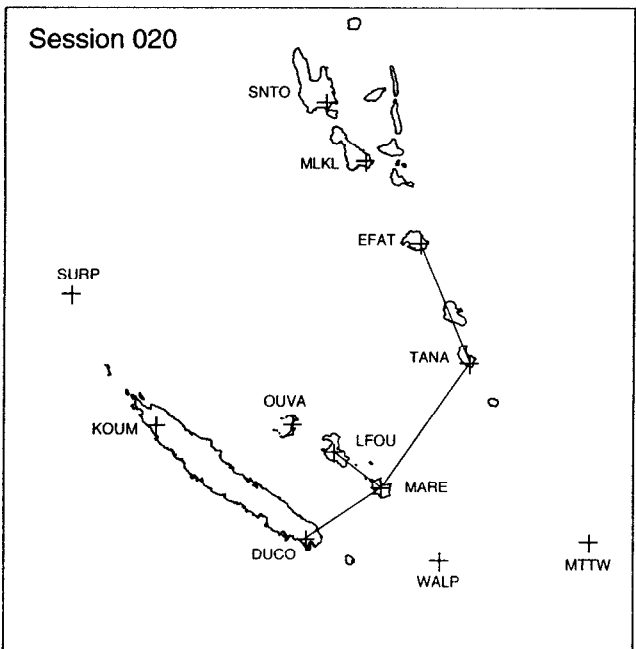 Session 020
SNTO
MLKL
EFAT
SURP
TANA
OUVA
KOUM
LFOU
MARE
DUCO
WALP
MTTW